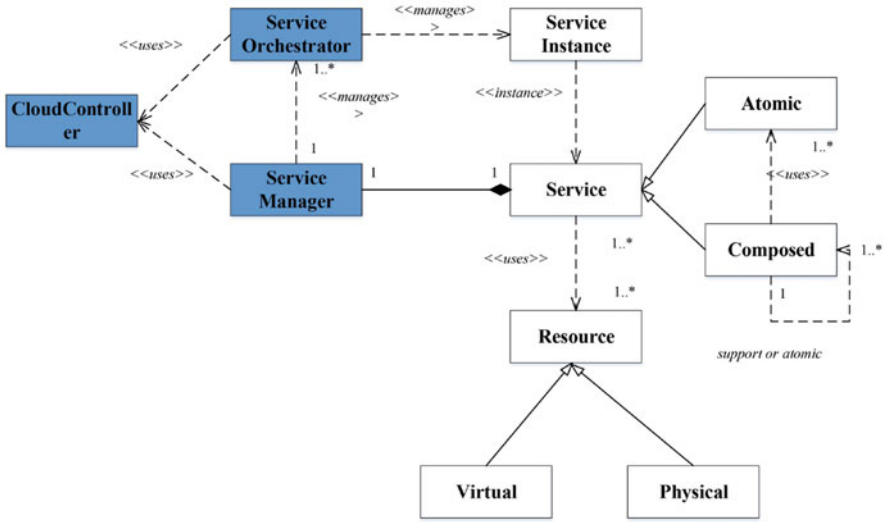 <<manages>
>
Service
Orchestrator
Service
Instance
<<uses>>
1..*
<<manages>
>
<<instance>>
CloudControll
er
Atomic
1..*
1
<<uses>>
1
1
Service
Manager
Service
<<uses>>
1..*
<<uses>>
Composed
1..*
1
1..*
Resource
support or atomic
Virtual
Physical